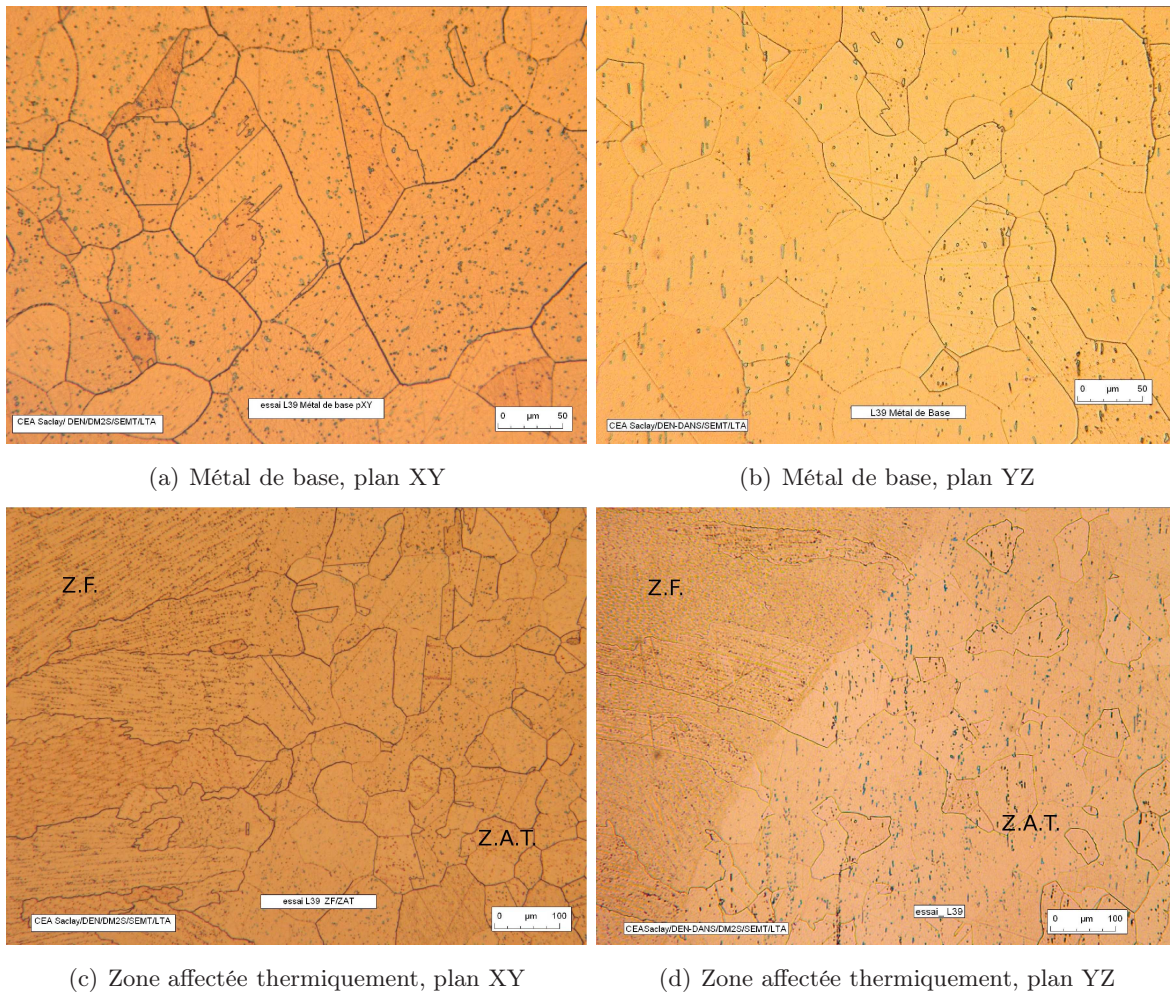 essai L39 Métal de base pXY
CEA Saclay/ DEN/DM2S/SEMT/LTA
0 µm 50
L39 Métal de Base
CEA Saclay/DEN-DANS/SEMT/LTA
0 µm 50
(a) Métal de base, plan XY
(b) Métal de base, plan YZ
Z.F.
Z.A.T.
essai L39 ZF/ZAT
CEA Saclay/DEN/DM2S/SEMT/LTA
0 µm 100
Z.F.
Z.A.T.
essai_ L39
CEASaclay/DEN-DANS/DM2S/SEMT/LTA
0 µm 100
(c) Zone affectée thermiquement, plan XY
(d) Zone affectée thermiquement, plan YZ